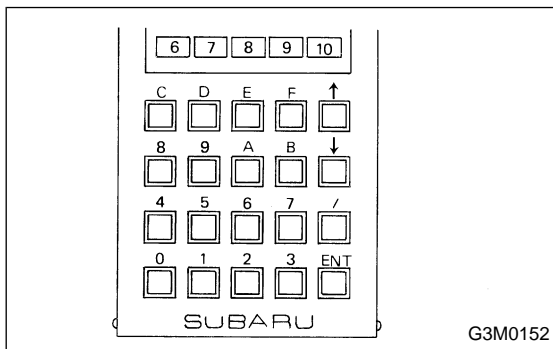 6 7 8 9 10
C D E F ↑
8 9 A B ↓
4 5 6 7 /
0 1 2 3 ENT
SUBARU
G3M0152